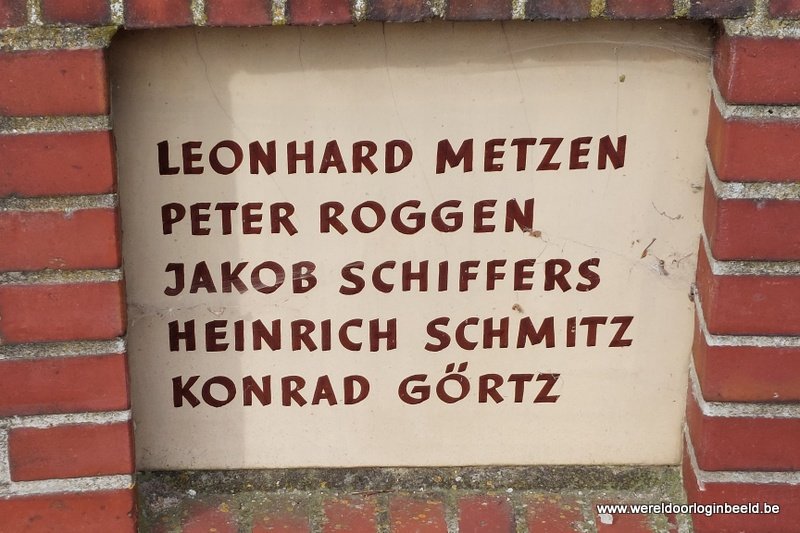 LEONHARD METZEN
PETER ROGGEN
JAKOB SCHIFFERS
HEINRICH SCHMITZ
KONRAD GÖRTZ
www.wereldoorloginbeeld.be